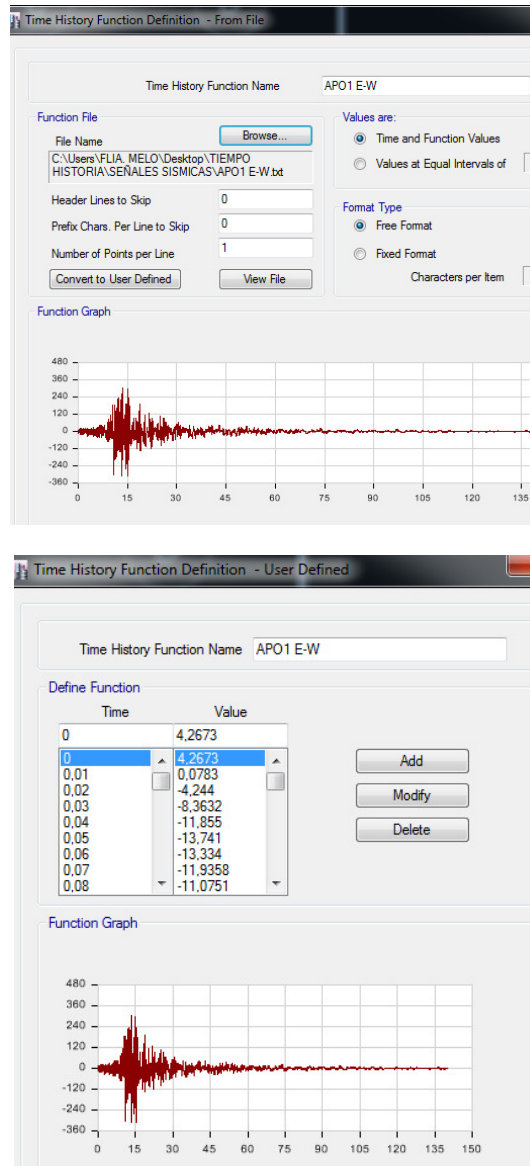 Time History Function Definition - From File
Time History Function Name APO1 E-W
Function File
File Name Browse...
C:\Users\FLIA. MELO\Desktop\TIEMPO
HISTORIA\SEÑALES SISMICAS\APO1 E-W.txt
Header Lines to Skip 0
Prefix Chars. Per Line to Skip 0
Number of Points per Line 1
Convert to User Defined View File
Values are:
Time and Function Values
Values at Equal Intervals of
Format Type
Free Format
Fixed Format
Characters per Item
Function Graph
480
360
240
120
0
-120
-240
-360
0 15 30 45 60 75 90 105 120 135
Time History Function Definition - User Defined
Time History Function Name APO1 E-W
Define Function
Time Value
0 4,2673
0 4,2673
0,01 0,0783
0,02 -4,244
0,03 -8,3632
0,04 -11,855
0,05 -13,741
0,06 -13,334
0,07 -11,9358
0,08 -11,0751
Add
Modify
Delete
Function Graph
480
360
240
120
0
-120
-240
-360
0 15 30 45 60 75 90 105 120 135 150